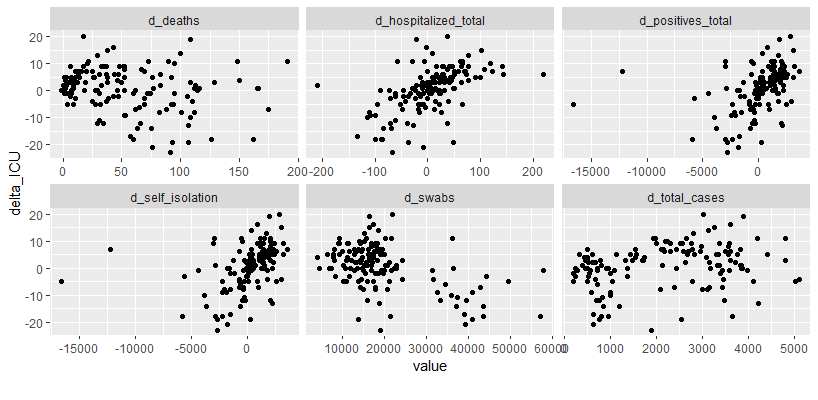 d_deaths d_hospitalized_total d_positives_total
20
10
0
-10
-20
0 50 100 150 200 -200 -100 0 100 200 -15000 -10000 -5000 0
delta_ICU
d_self_isolation d_swabs d_total_cases
20
10
0
-10
-20
-15000 -10000 -5000 0 10000 20000 30000 40000 50000 60000 0 1000 2000 3000 4000 5000
value